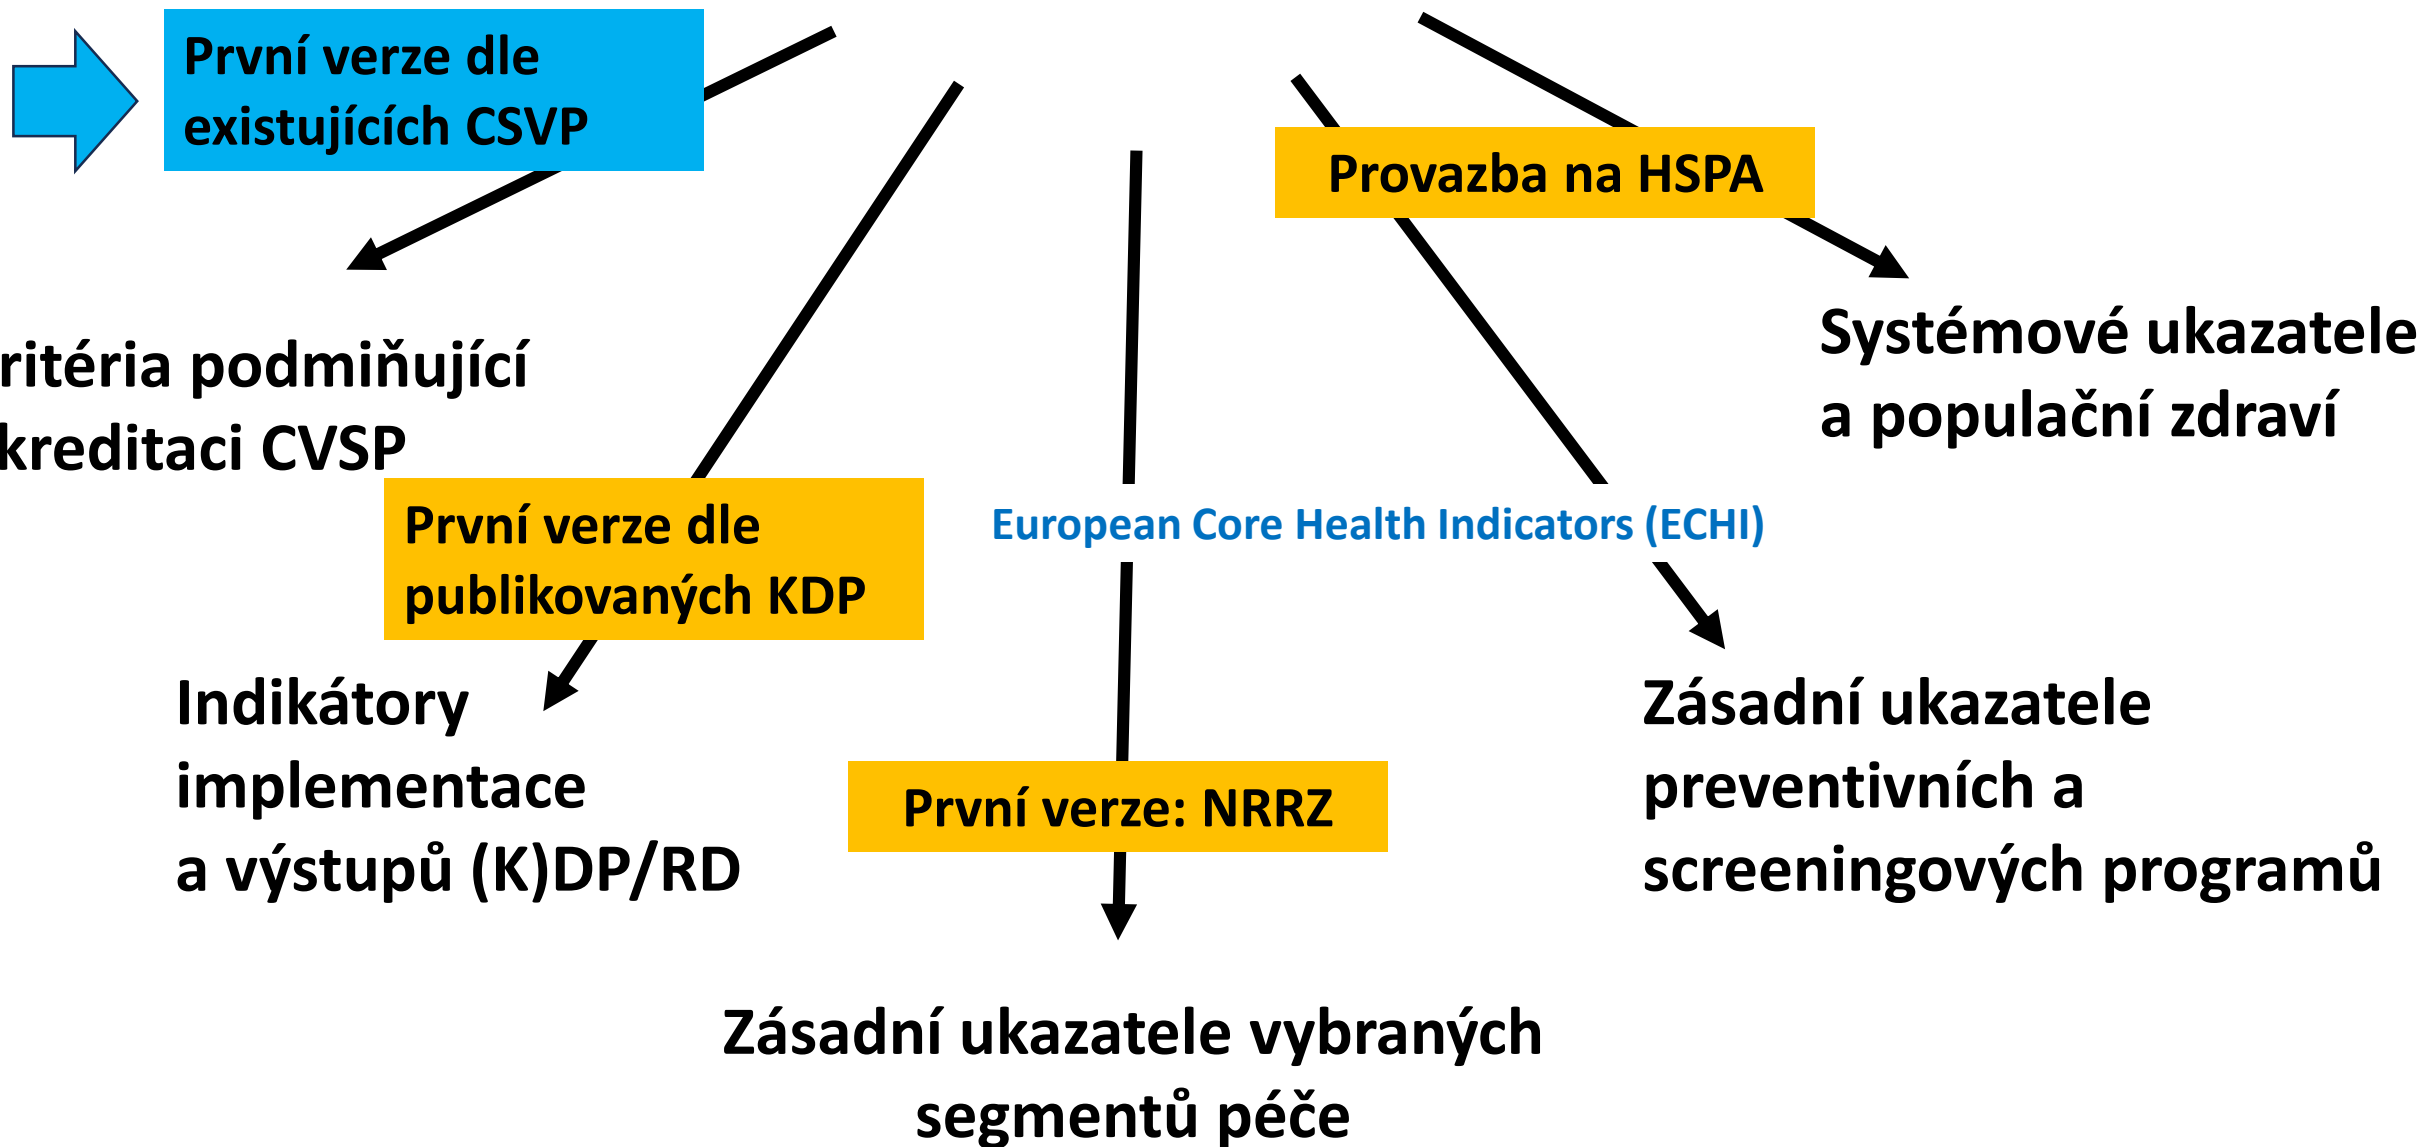 První verze dle
existujících CSVP
Provazba na HSPA
Systémové ukazatele
a populační zdraví
ritéria podmiňující
kreditaci CVSP
První verze dle
publikovaných KDP
European Core Health Indicators (ECHI)
Indikátory
implementace
a výstupů (K)DP/RD
První verze: NRRZ
Zásadní ukazatele
preventivních a
screeningových programů
Zásadní ukazatele vybraných
segmentů péče